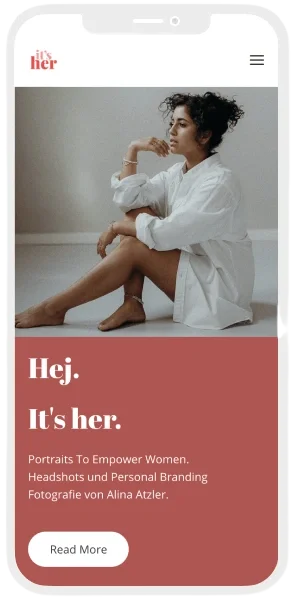 it's
her
Hej.
It's her.
Portraits To Empower Women.
Headshots und Personal Branding
Fotografie von Alina Atzler.
Read More